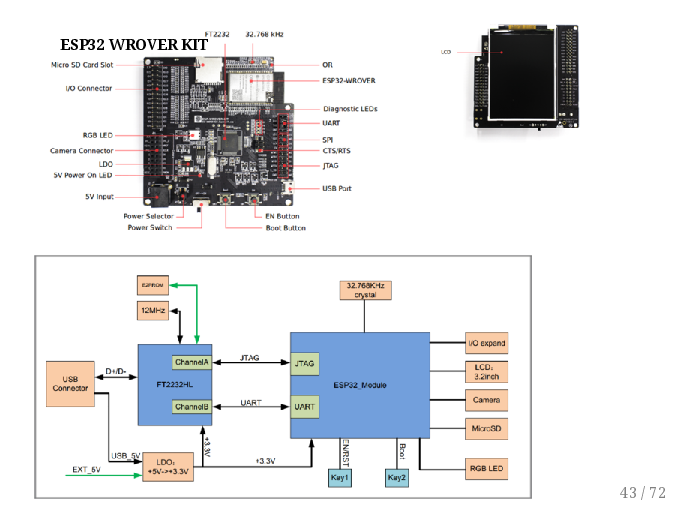 ESP32 WROVER KIT
FT2232
32.768 kHz
Micro SD Card Slot
I/O Connector
RGB LED
Camera Connector
LDO
5V Power On LED
5V Input
Power Selector
Power Switch
OR
ESP32-WROVER
Diagnostic LEDs
UART
SPI
CTS/RTS
JTAG
USB Port
EN Button
Boot Button
LCD
EEPROM
12MHz
32.768KHz
crystal
USB
Connector
D+/D-
FT2232HL
ChannelA
ChannelB
JTAG
UART
JTAG
UART
ESP32_Module
I/O expand
LCD:
3.2inch
Camera
MicroSD
RGB LED
USB_5V
EXT_5V
LDO:
+5V->+3.3V
+3.3V
+3.3V
EN/RST
Boot
Key1
Key2
43 / 72